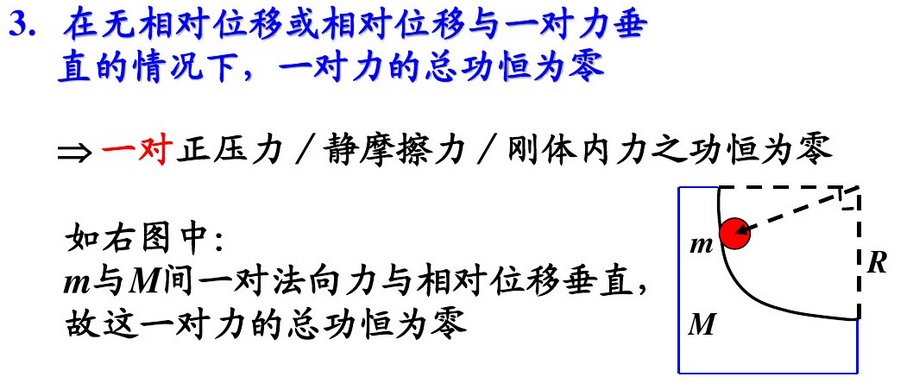 3. 在无相对位移或相对位移与一对力垂
直的情况下，一对力的总功恒为零
⇒一对正压力/静摩擦力/刚体内力之功恒为零
如右图中：
m与M间一对法向力与相对位移垂直，
故这一对力的总功恒为零
m
R
M